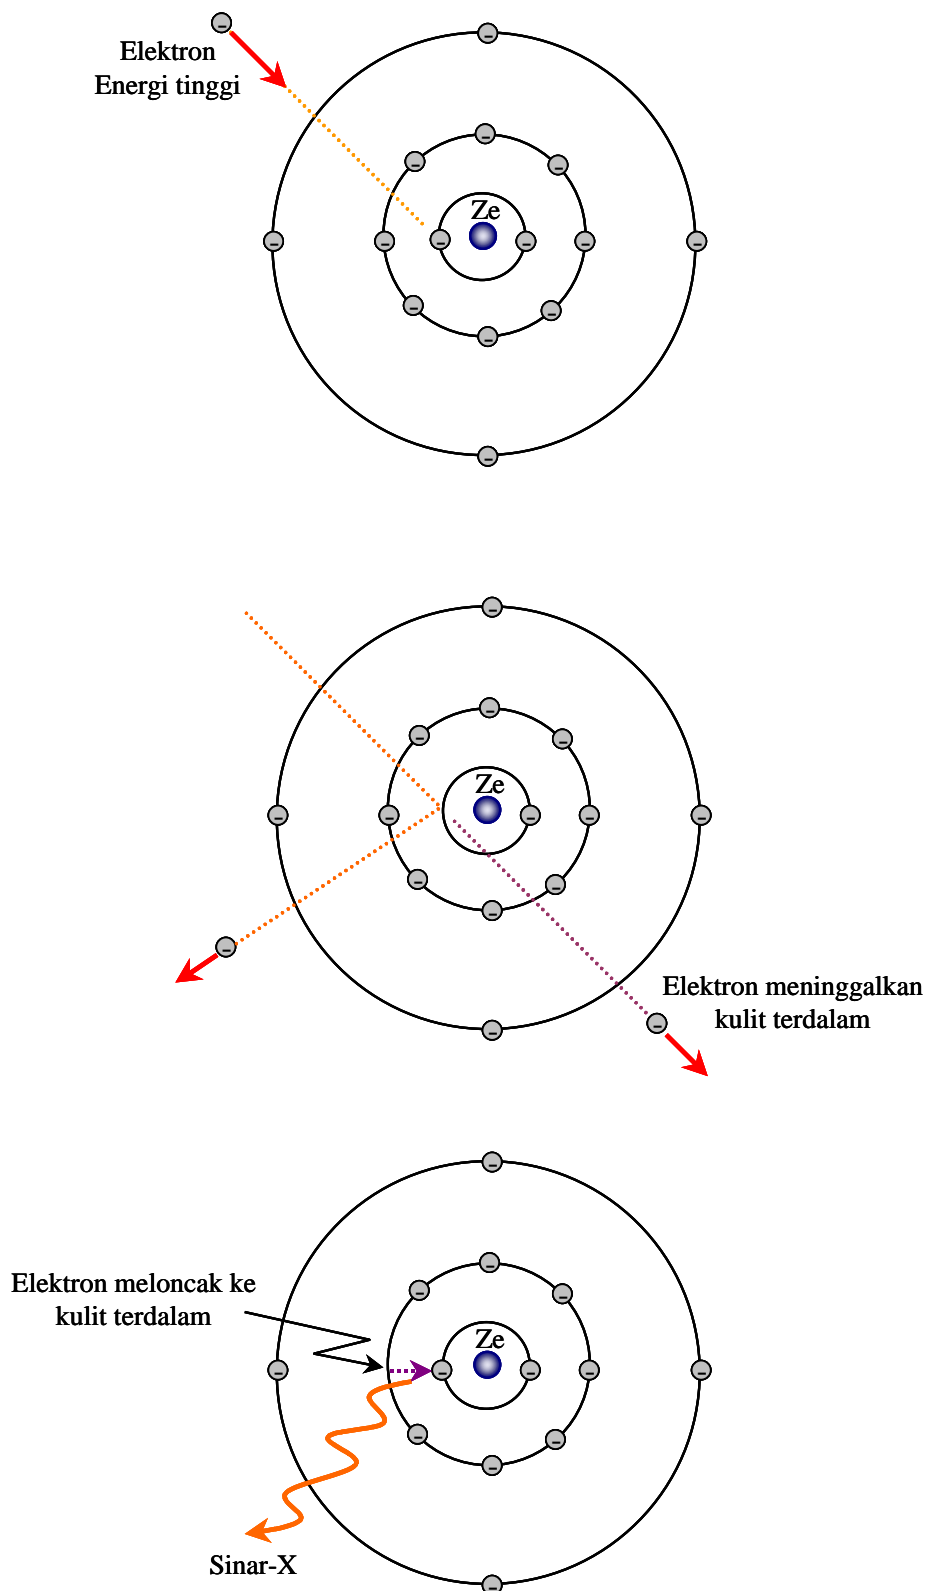 Elektron
Energi tinggi
Ze
Ze
Elektron meninggalkan
kulit terdalam
Elektron meloncak ke
kulit terdalam
Ze
Sinar-X